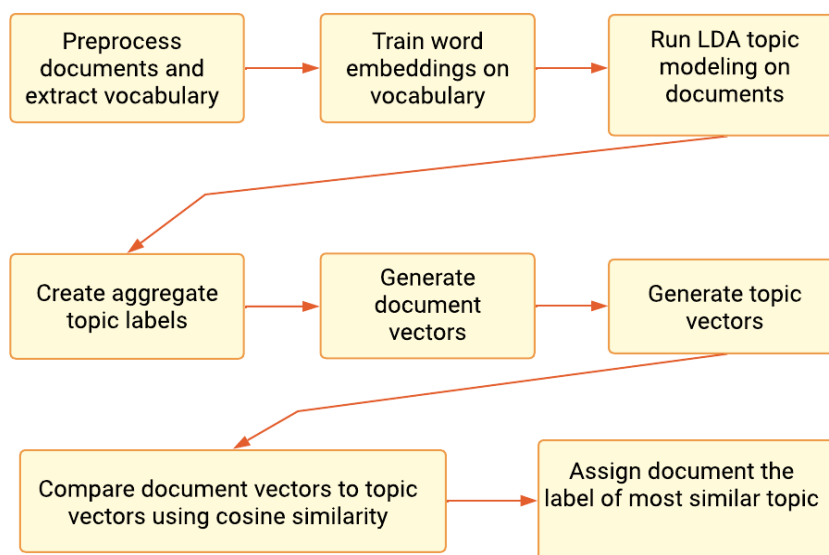 Preprocess
documents and
extract vocabulary
Train word
embeddings on
vocabulary
Run LDA topic
modeling on
documents
Create aggregate
topic labels
Generate
document
vectors
Generate topic
vectors
Compare document vectors to topic
vectors using cosine similarity
Assign document the
label of most similar topic